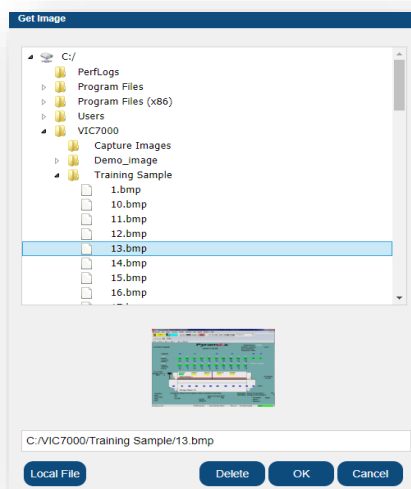 Get Image
C:/
PerfLogs
Program Files
Program Files (x86)
Users
VIC7000
Capture Images
Demo_image
Training Sample
1.bmp
10.bmp
11.bmp
12.bmp
13.bmp
14.bmp
15.bmp
16.bmp
C:/VIC7000/Training Sample/13.bmp
Local File Delete OK Cancel